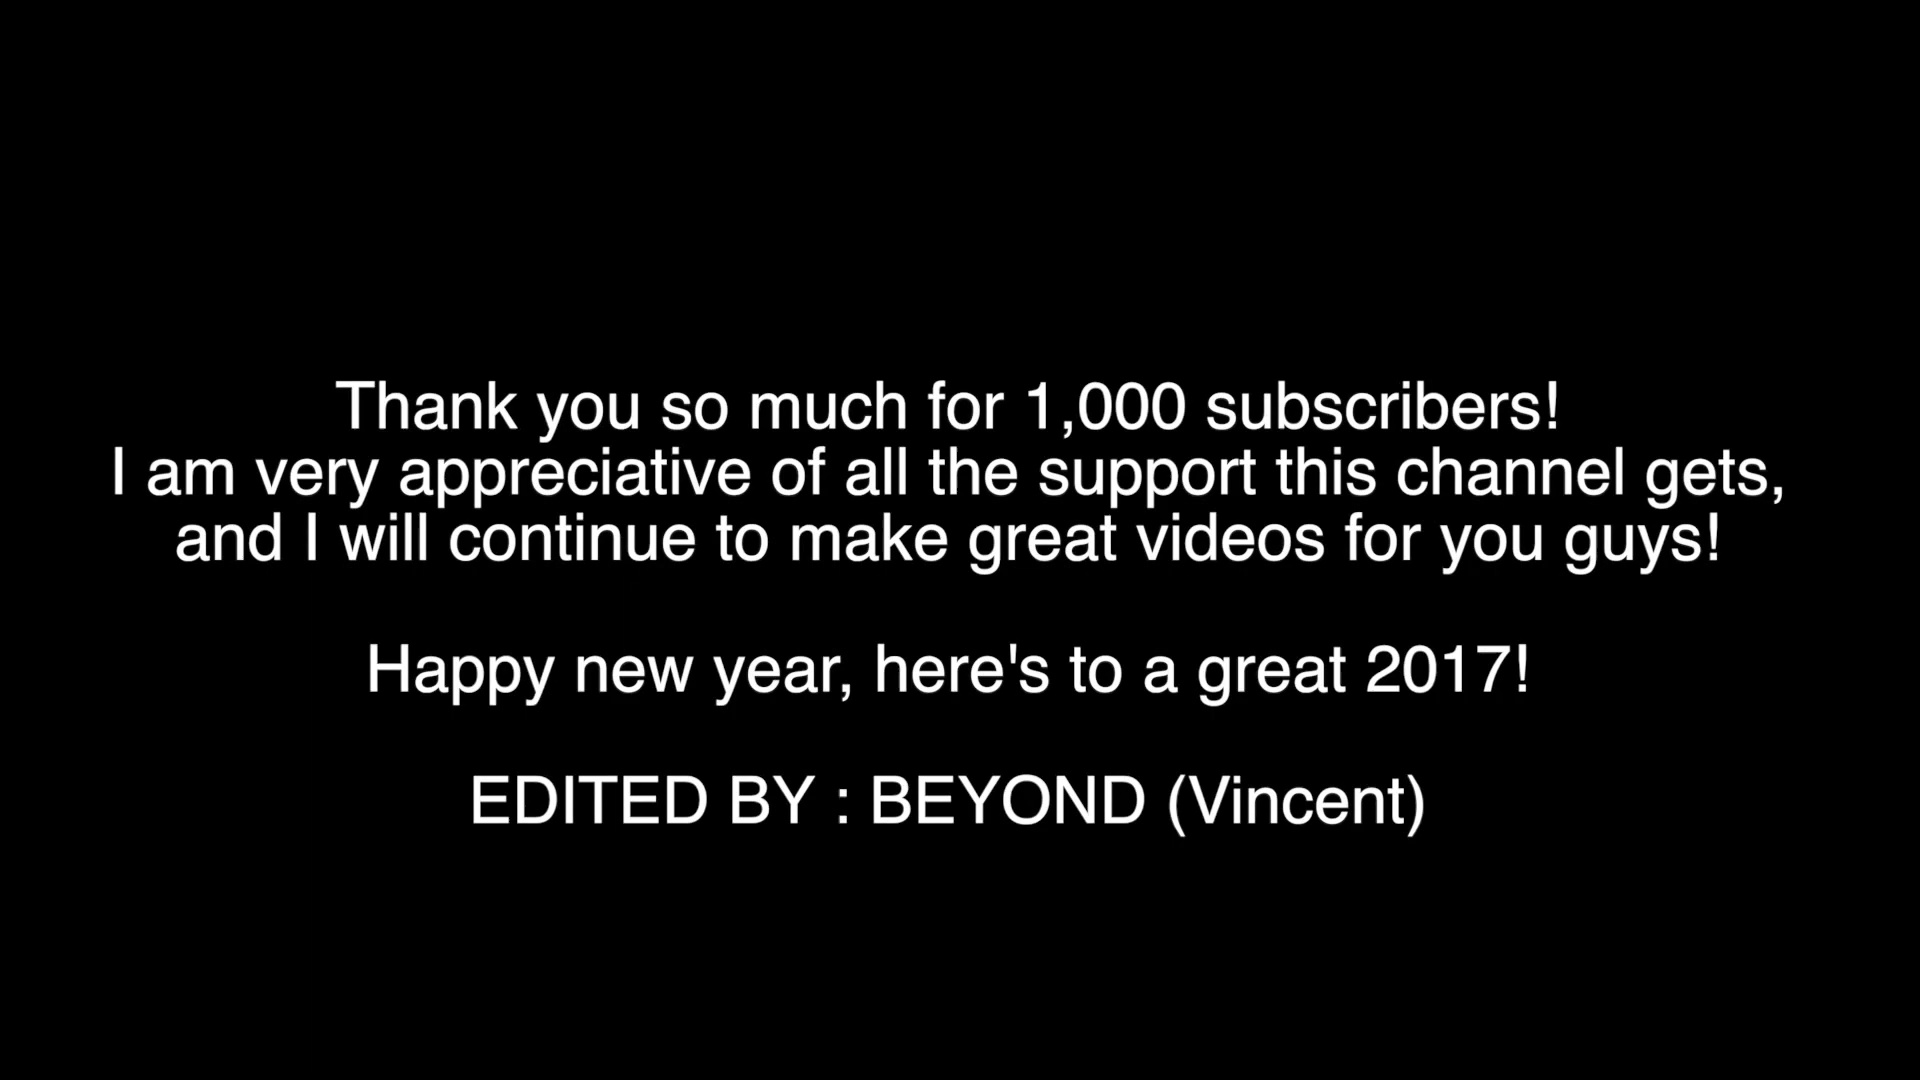 Thank you so much for 1,000 subscribers!
I am very appreciative of all the support this channel gets,
and I will continue to make great videos for you guys!
Happy new year, here's to a great 2017!
EDITED BY : BEYOND (Vincent)